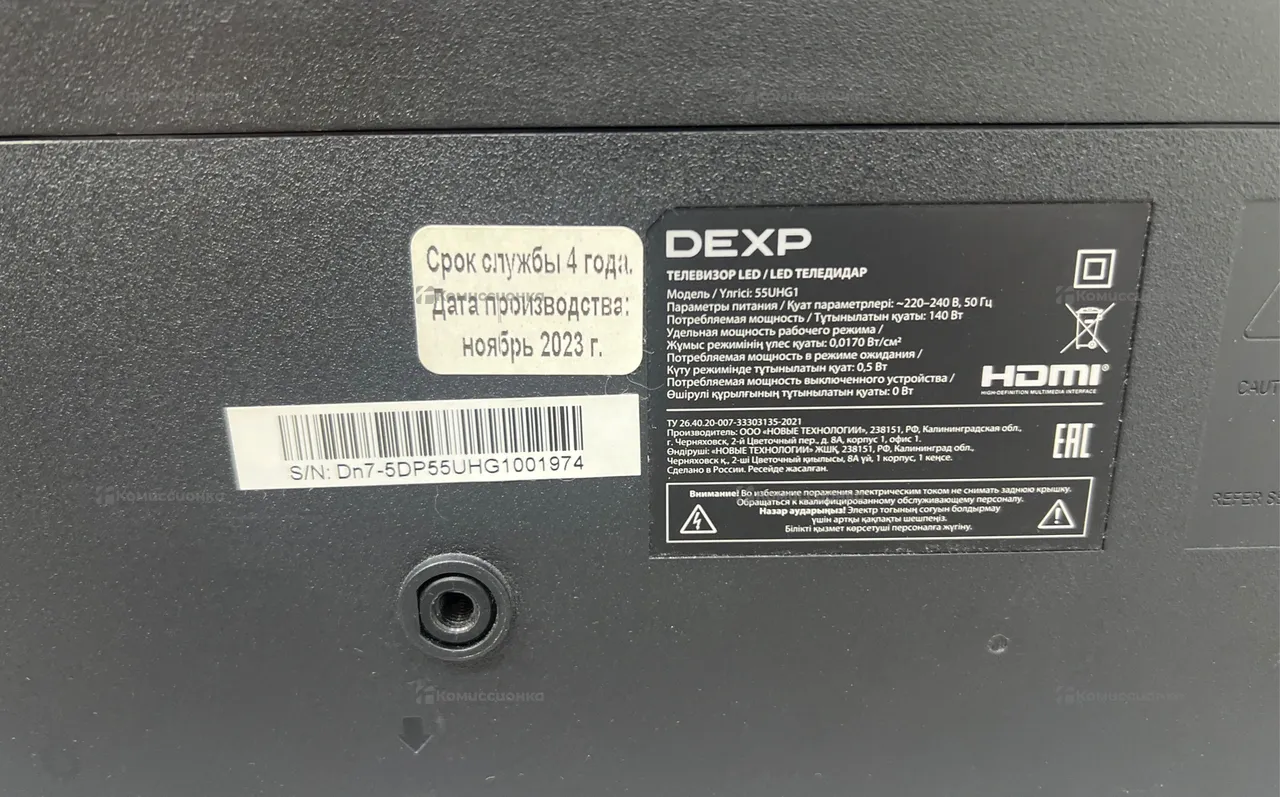 Срок службы 4 года.
Дата производства:
ноябрь 2023 г.
S/N: Dn7-5DP55UHG1001974
DEXP
ТЕЛЕВИЗОР LED / LED ТЕЛЕДИДАР
Модель / Үлгісі: 55UHG1
Параметры питания / Қуат параметрлері: ~220–240 В, 50 Гц
Потребляемая мощность / Тұтынылатын қуаты: 140 Вт
Удельная мощность рабочего режима /
Жұмыс режимінің үлес қуаты: 0,0170 Вт/см²
Потребляемая мощность в режиме ожидания /
Күту режимінде тұтынылатын қуат: 0,5 Вт
Потребляемая мощность выключенного устройства /
Өшірулі құрылғының тұтынылатын қуаты: 0 Вт
HDMI®
HIGH-DEFINITION MULTIMEDIA INTERFACE
ТУ 26.40.20-007-33303135-2021
Производитель: ООО «НОВЫЕ ТЕХНОЛОГИИ», 238151, РФ, Калининградская обл.,
г. Черняховск, 2-й Цветочный пер., д. 8А, корпус 1, офис 1.
Өндіруші: «НОВЫЕ ТЕХНОЛОГИИ» ЖШҚ, 238151, РФ, Калининград обл.,
Черняховск қ., 2-ші Цветочный қиылысы, 8А үй, 1 корпус, 1 кеңсе.
Сделано в России. Ресейде жасалған.
EAC
Внимание! Во избежание поражения электрическим током не снимать заднюю крышку.
Обращаться к квалифицированному обслуживающему персоналу.
Назар аударыңыз! Электр тогының соғуын болдырмау
үшін артқы қақпақты шешпеңіз.
Білікті қызмет көрсетуші персоналға жүгіну.
REFER
Комиссионка
Комиссионка
Комиссионка
Комиссионка